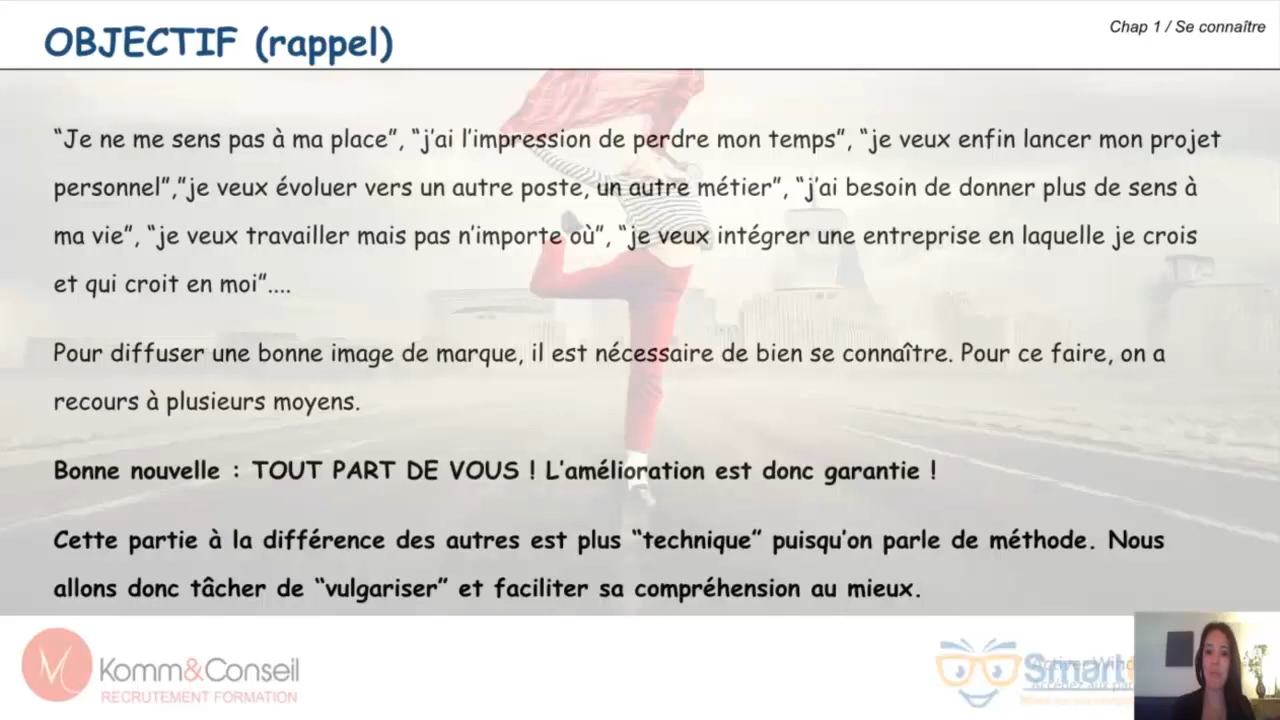 OBJECTIF (rappel)
Chap 1 / Se connaître
“Je ne me sens pas à ma place”, “j’ai l’impression de perdre mon temps”, “je veux enfin lancer mon projet
personnel”,”je veux évoluer vers un autre poste, un autre métier”, “j’ai besoin de donner plus de sens à
ma vie”, “je veux travailler mais pas n’importe où”, “je veux intégrer une entreprise en laquelle je crois
et qui croit en moi”....
Pour diffuser une bonne image de marque, il est nécessaire de bien se connaître. Pour ce faire, on a
recours à plusieurs moyens.
Bonne nouvelle : TOUT PART DE VOUS ! L’amélioration est donc garantie !
Cette partie à la différence des autres est plus “technique” puisqu’on parle de méthode. Nous
allons donc tâcher de “vulgariser” et faciliter sa compréhension au mieux.
Komm&Conseil
RECRUTEMENT FORMATION
Smart
Activer Wind
Accédez aux par